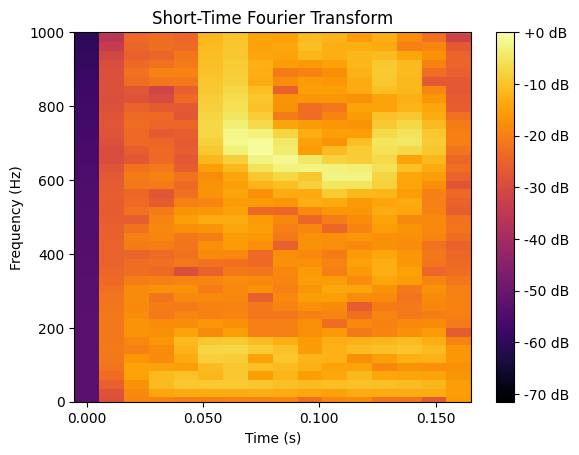 Short-Time Fourier Transform
1000
800
600
400
200
0
Frequency (Hz)
0.000
0.050
0.100
0.150
Time (s)
+0 dB
-10 dB
-20 dB
-30 dB
-40 dB
-50 dB
-60 dB
-70 dB